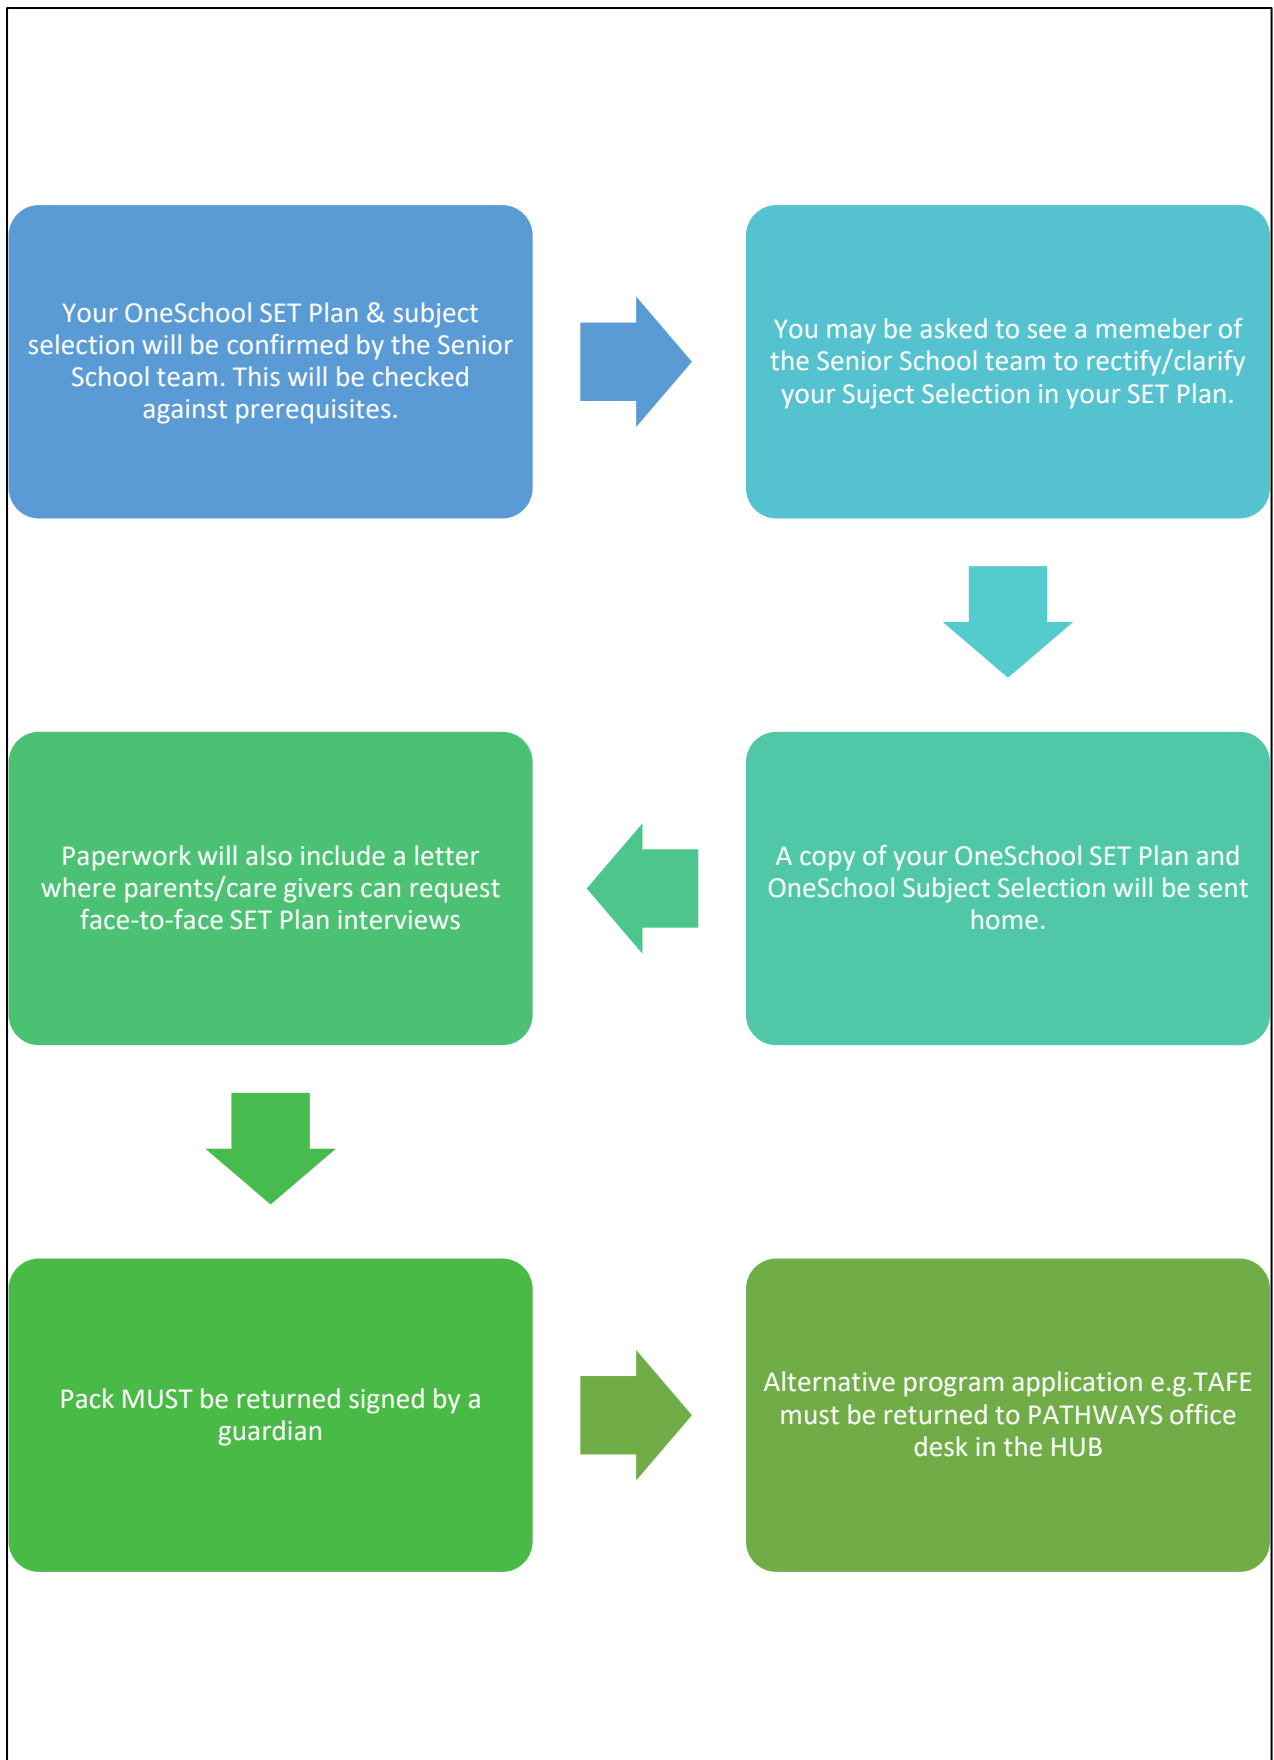 Your OneSchool SET Plan & subject
selection will be confirmed by the Senior
School team. This will be checked
against prerequisites.
You may be asked to see a memeber of
the Senior School team to rectify/clarify
your Suject Selection in your SET Plan.
A copy of your OneSchool SET Plan and
OneSchool Subject Selection will be sent
home.
Paperwork will also include a letter
where parents/care givers can request
face-to-face SET Plan interviews
Pack MUST be returned signed by a
guardian
Alternative program application e.g.TAFE
must be returned to PATHWAYS office
desk in the HUB